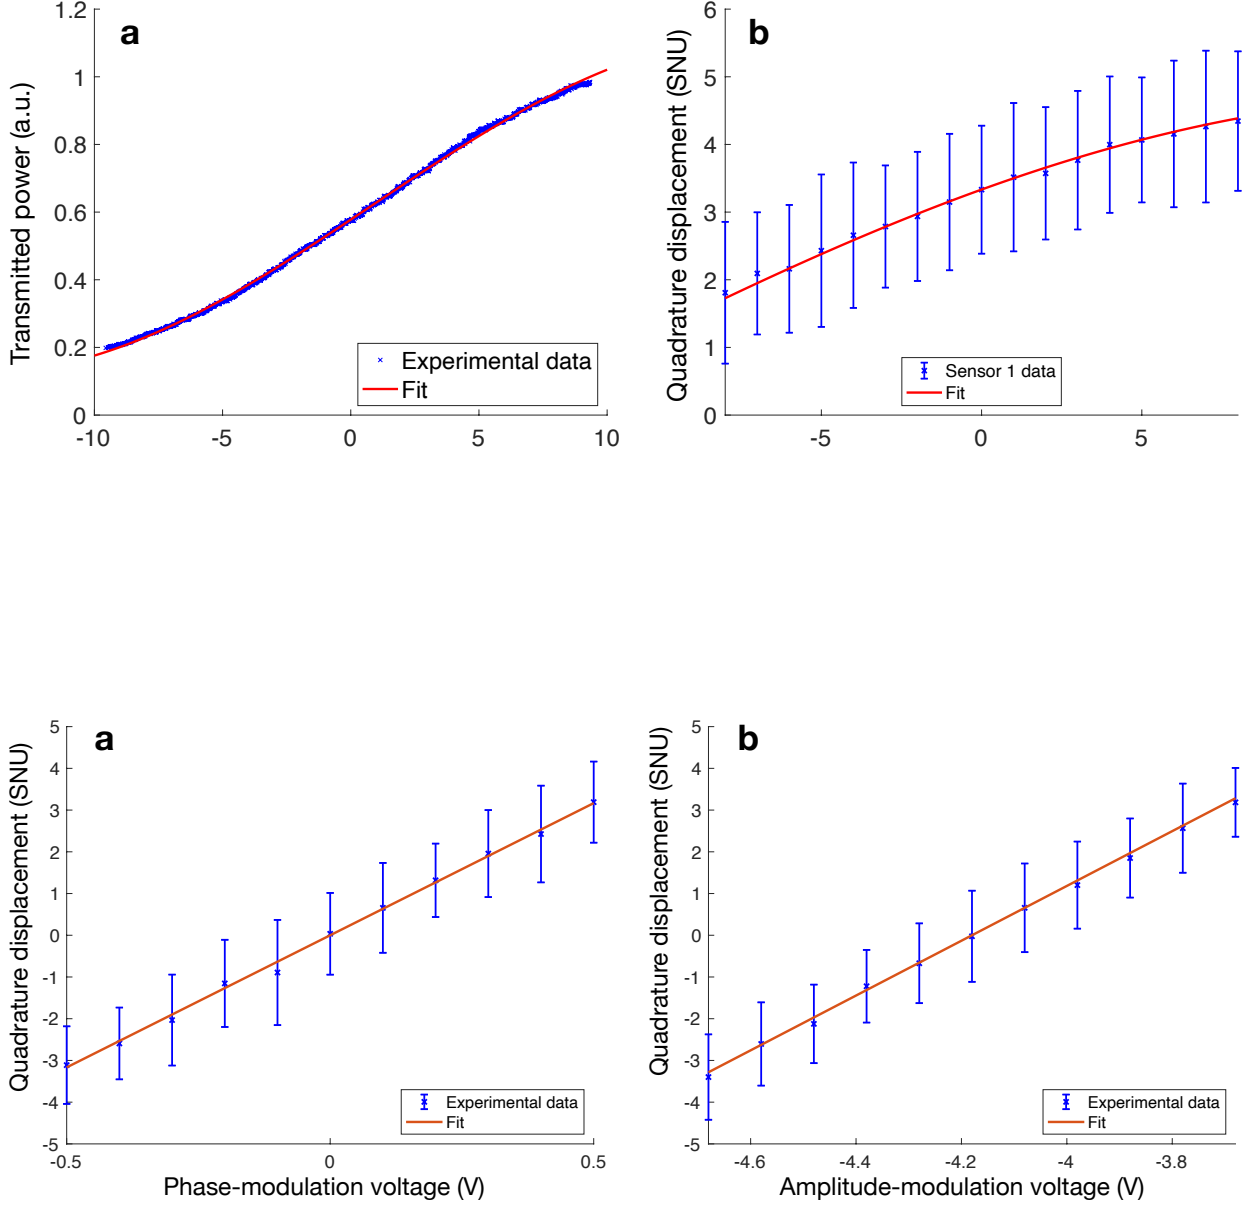 a
1.2
1
0.8
0.6
0.4
0.2
0
-10
-5
0
5
10
Transmitted power (a.u.)
Experimental data
Fit
b
6
5
4
3
2
1
0
-5
0
5
Quadrature displacement (SNU)
Sensor 1 data
Fit
a
5
4
3
2
1
0
-1
-2
-3
-4
-5
-0.5
0
0.5
Quadrature displacement (SNU)
Phase-modulation voltage (V)
Experimental data
Fit
b
5
4
3
2
1
0
-1
-2
-3
-4
-5
-4.6
-4.4
-4.2
-4
-3.8
Quadrature displacement (SNU)
Amplitude-modulation voltage (V)
Experimental data
Fit